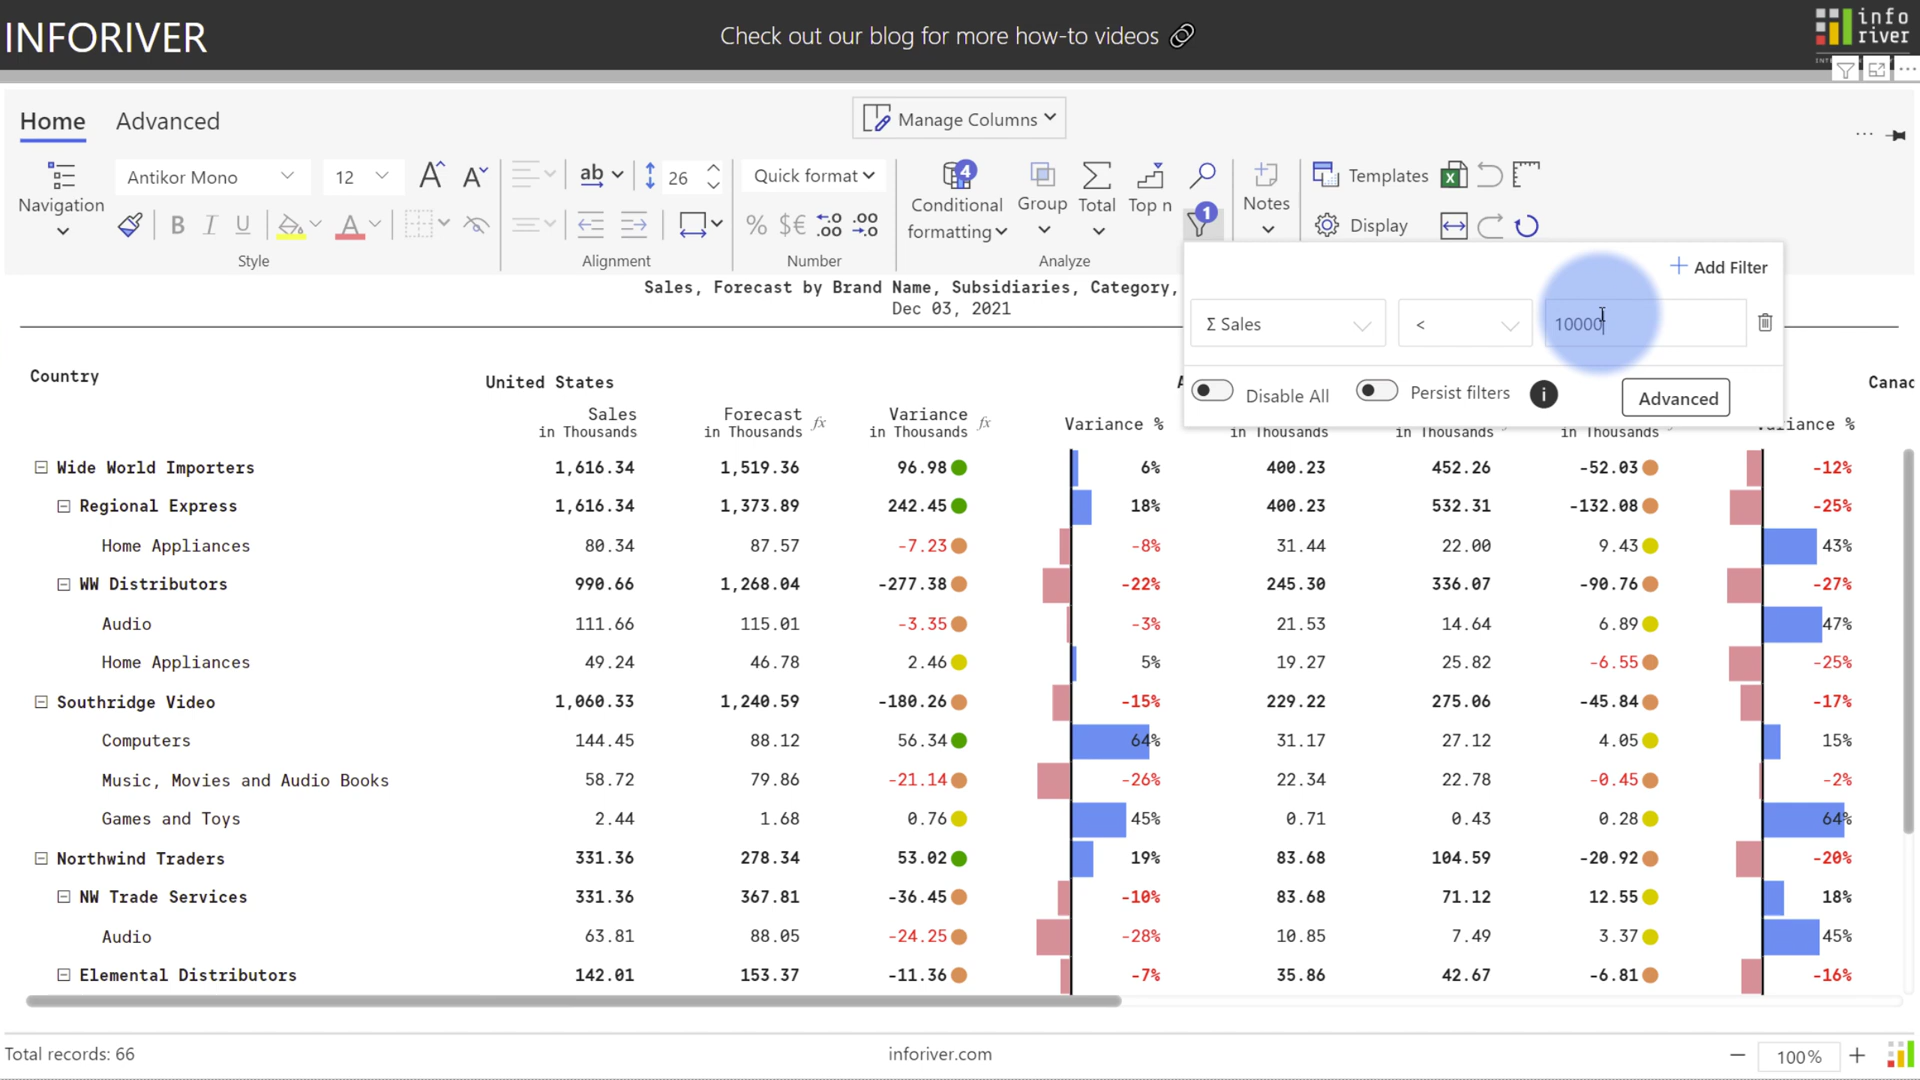 INFORIVER
Check out our blog for more how-to videos
info
river
Home Advanced
Manage Columns
Navigation
Antikor Mono 12 A A
ab 26
Quick format
4
Conditional
formatting
Group
Total
Top n
1
Notes
Templates
Display
B I U A
% $€ .0 .00
Style Alignment Number Analyze
Sales, Forecast by Brand Name, Subsidiaries, Category,
Dec 03, 2021
+ Add Filter
Σ Sales < 10000
Disable All Persist filters i Advanced
Country United States Canac
Sales Forecast fx Variance fx Variance %
in Thousands in Thousands in Thousands in Thousands in Thousands in Thousands
Wide World Importers 1,616.34 1,519.36 96.98 6% 400.23 452.26 -52.03 -12%
Regional Express 1,616.34 1,373.89 242.45 18% 400.23 532.31 -132.08 -25%
Home Appliances 80.34 87.57 -7.23 -8% 31.44 22.00 9.43 43%
WW Distributors 990.66 1,268.04 -277.38 -22% 245.30 336.07 -90.76 -27%
Audio 111.66 115.01 -3.35 -3% 21.53 14.64 6.89 47%
Home Appliances 49.24 46.78 2.46 5% 19.27 25.82 -6.55 -25%
Southridge Video 1,060.33 1,240.59 -180.26 -15% 229.22 275.06 -45.84 -17%
Computers 144.45 88.12 56.34 64% 31.17 27.12 4.05 15%
Music, Movies and Audio Books 58.72 79.86 -21.14 -26% 22.34 22.78 -0.45 -2%
Games and Toys 2.44 1.68 0.76 45% 0.71 0.43 0.28 64%
Northwind Traders 331.36 278.34 53.02 19% 83.68 104.59 -20.92 -20%
NW Trade Services 331.36 367.81 -36.45 -10% 83.68 71.12 12.55 18%
Audio 63.81 88.05 -24.25 -28% 10.85 7.49 3.37 45%
Elemental Distributors 142.01 153.37 -11.36 -7% 35.86 42.67 -6.81 -16%
Total records: 66 inforiver.com − 100% +